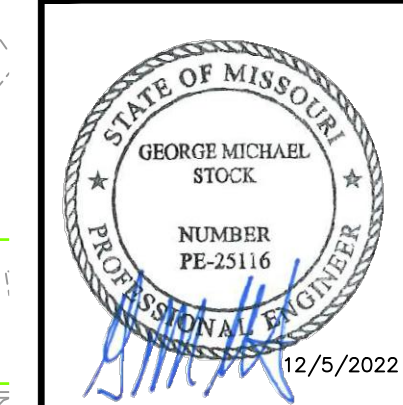 STATE OF MISSOURI
GEORGE MICHAEL
STOCK
NUMBER
PE-25116
PROFESSIONAL ENGINEER
12/5/2022